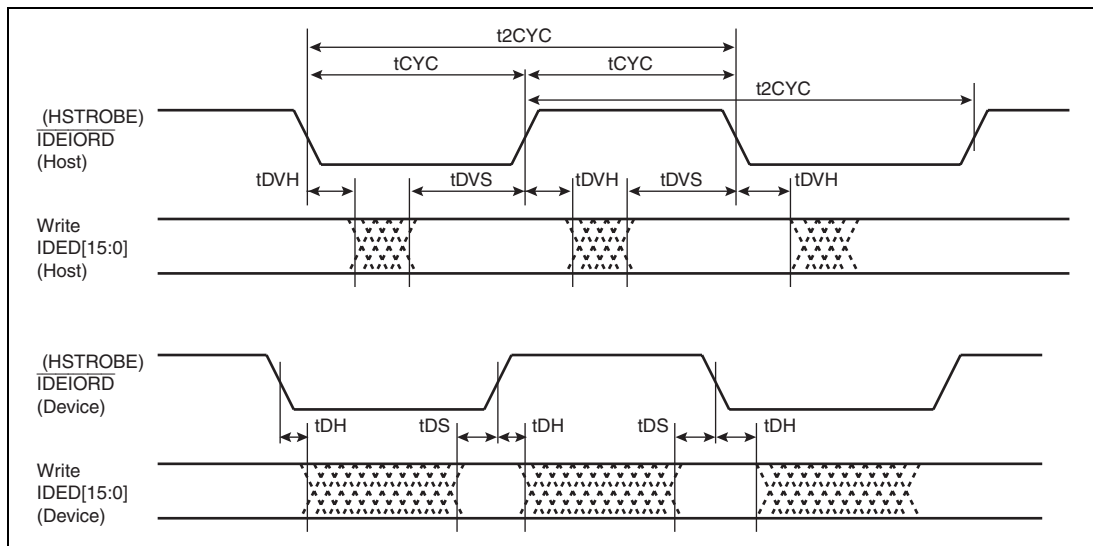 t2CYC
tCYC tCYC
t2CYC
(HSTROBE)
IDEIORD
(Host)
tDVH tDVS tDVH tDVS tDVH
Write
IDED[15:0]
(Host)
(HSTROBE)
IDEIORD
(Device)
tDH tDS tDH tDS tDH
Write
IDED[15:0]
(Device)